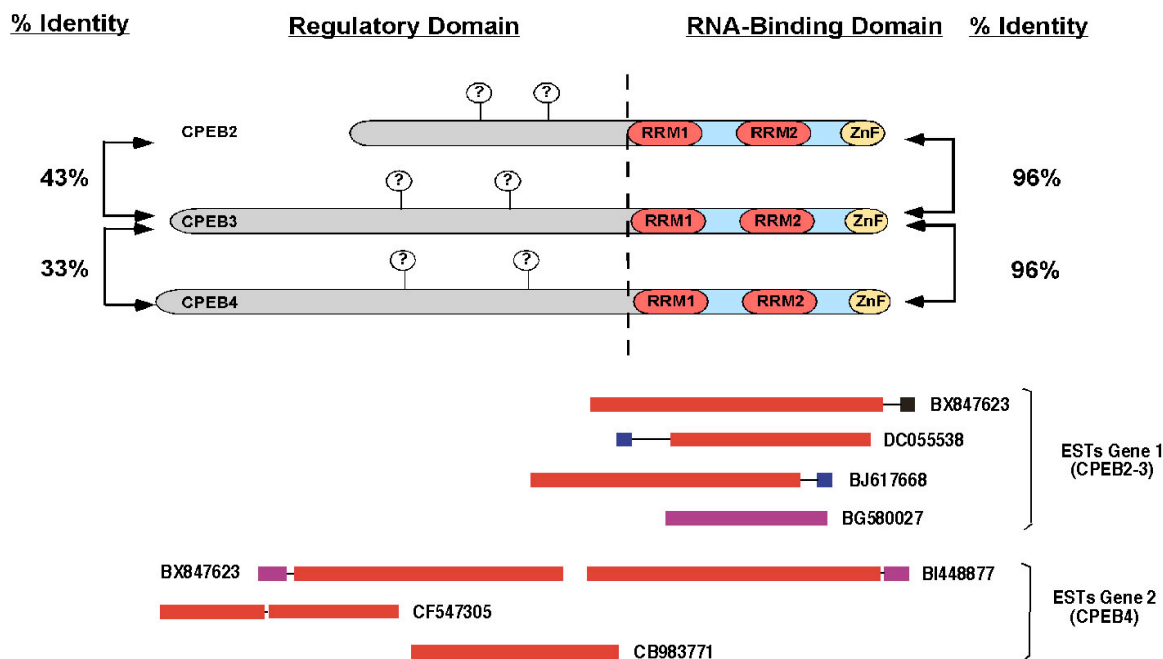 % Identity Regulatory Domain RNA-Binding Domain % Identity
? ?
CPEB2 RRM1 RRM2 ZnF
43% 96%
? ?
CPEB3 RRM1 RRM2 ZnF
33% 96%
? ?
CPEB4 RRM1 RRM2 ZnF
BX847623
DC055538
ESTs Gene 1
(CPEB2-3)
BJ617668
BG580027
BX847623 BI448877
CF547305
ESTs Gene 2
(CPEB4)
CB983771